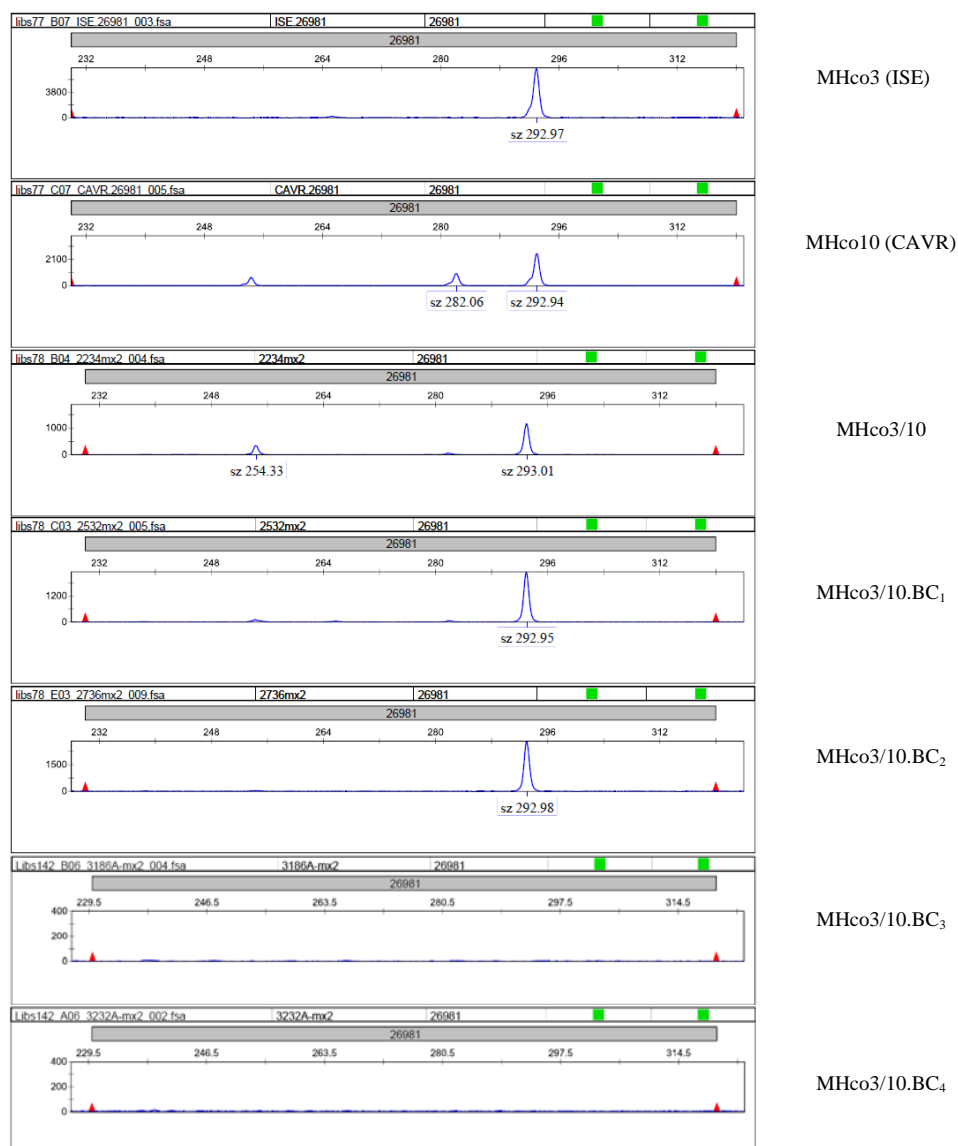 libs77_B07_ISE.26981_003.fsa ISE.26981 26981
26981
232 248 264 280 296 312
3800
0
sz 292.97
MHco3 (ISE)
libs77_C07_CAVR.26981_005.fsa CAVR.26981 26981
26981
232 248 264 280 296 312
2100
0
sz 282.06 sz 292.94
MHco10 (CAVR)
libs78_B04_2234mx2_004.fsa 2234mx2 26981
26981
232 248 264 280 296 312
1000
0
sz 254.33 sz 293.01
MHco3/10
libs78_C03_2532mx2_005.fsa 2532mx2 26981
26981
232 248 264 280 296 312
1200
0
sz 292.95
MHco3/10.BC₁
libs78_E03_2736mx2_009.fsa 2736mx2 26981
26981
232 248 264 280 296 312
1500
0
sz 292.98
MHco3/10.BC₂
Libs142_B06_3186A-mx2_004.fsa 3186A-mx2 26981
26981
229.5 246.5 263.5 280.5 297.5 314.5
400
200
0
MHco3/10.BC₃
Libs142_A06_3232A-mx2_002.fsa 3232A-mx2 26981
26981
229.5 246.5 263.5 280.5 297.5 314.5
400
200
0
MHco3/10.BC₄